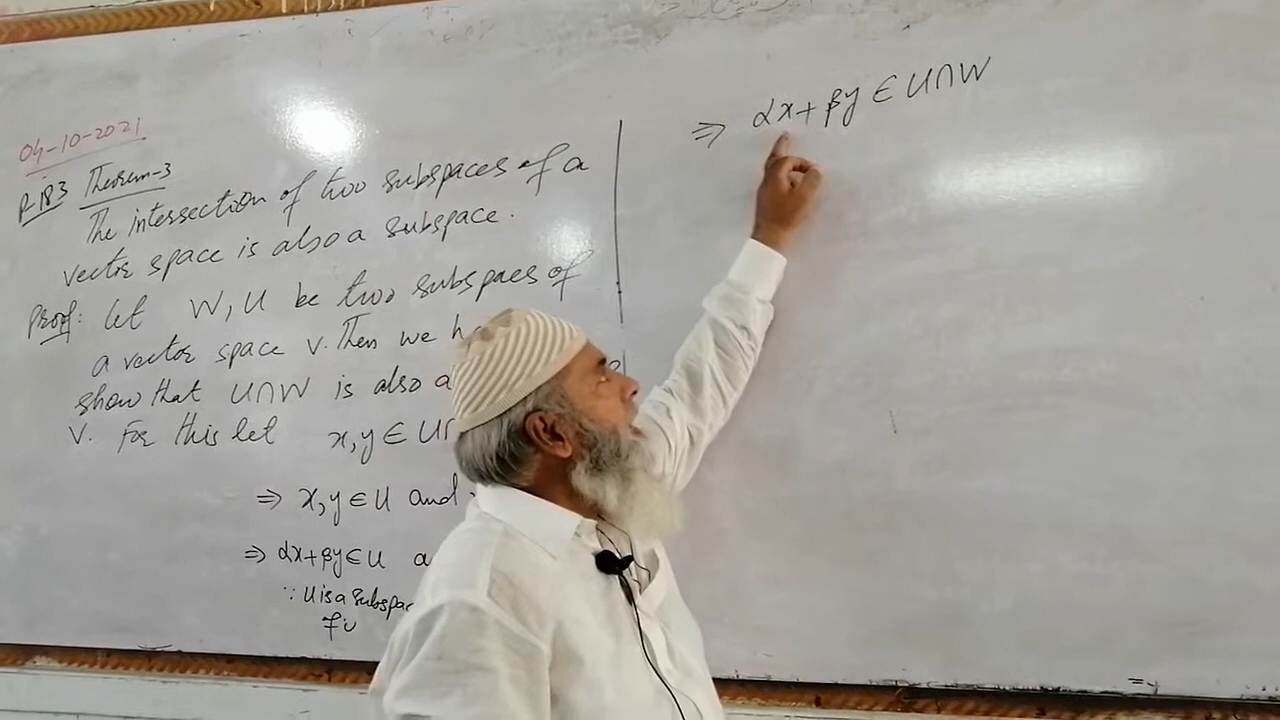 04-10-2021
P.183 Theorem-3
The intersection of two subspaces of a
vector space is also a subspace.
Proof: Let W, U be two subspaes of
a vector space V. Then we
show that U∩W is also a
V. For this let x, y ∈ U∩
⇒ x, y ∈ U and
⇒ αx+βy ∈ U
∵ U is a subspac
⇒ αx + βy ∈ U∩W